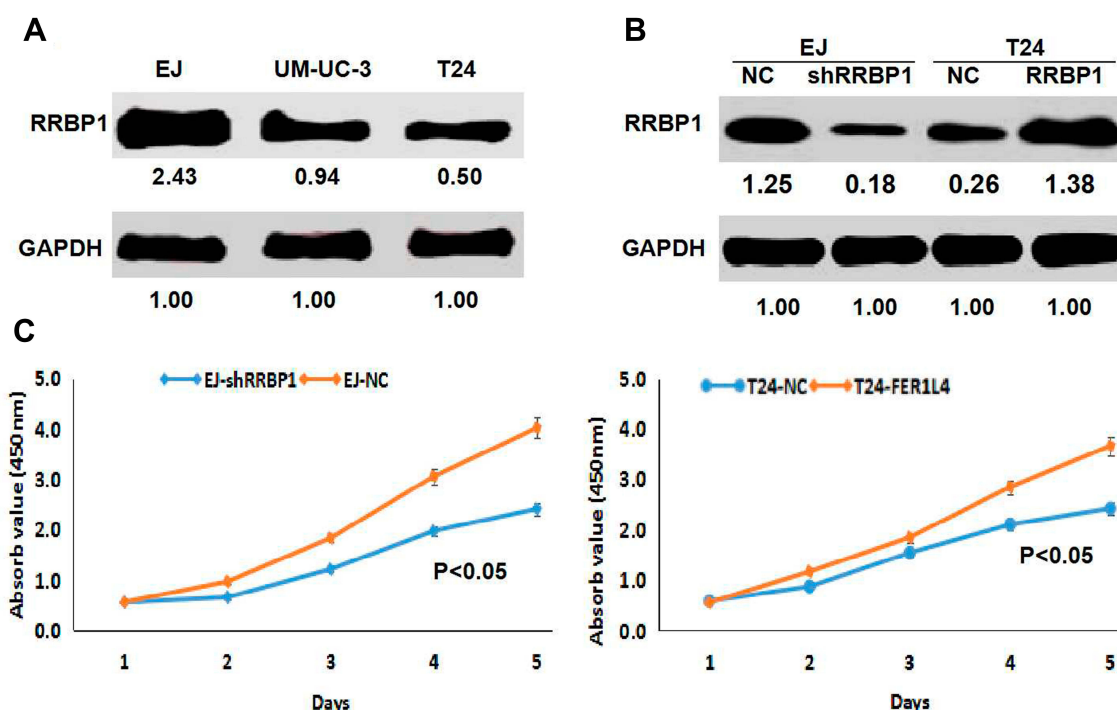 A
EJ UM-UC-3 T24
RRBP1
2.43 0.94 0.50
GAPDH
1.00 1.00 1.00
B
EJ T24
NC shRRBP1 NC RRBP1
RRBP1
1.25 0.18 0.26 1.38
GAPDH
1.00 1.00 1.00 1.00
C
EJ-shRRBP1 EJ-NC
Absorb value (450nm)
5.0
4.0
3.0
2.0
1.0
0.0
P<0.05
1 2 3 4 5
Days
T24-NC T24-FER1L4
Absorb value (450nm)
5.0
4.0
3.0
2.0
1.0
0.0
P<0.05
1 2 3 4 5
Days